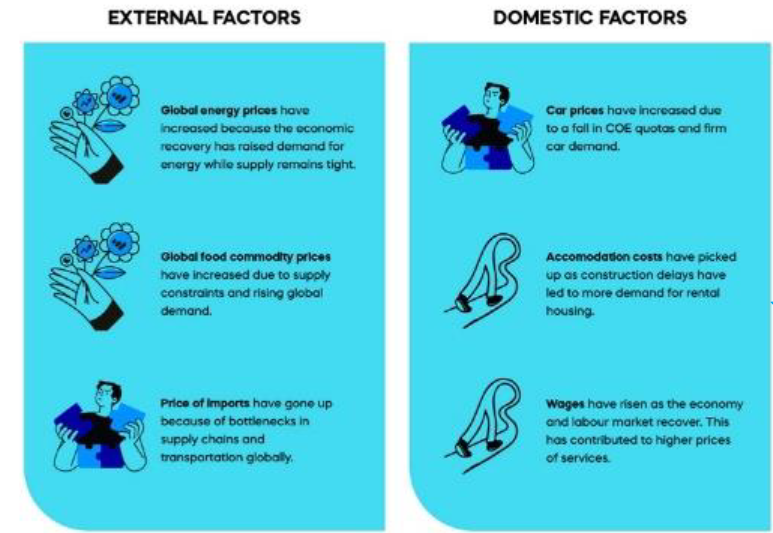 EXTERNAL FACTORS
Global energy prices have
increased because the economic
recovery has raised demand for
energy while supply remains tight.
Global food commodity prices
have increased due to supply
constraints and rising global
demand.
Price of imports have gone up
because of bottlenecks in
supply chains and
transportation globally.
DOMESTIC FACTORS
Car prices have increased due
to a fall in COE quotas and firm
car demand.
Accomodation costs have picked
up as construction delays have
led to more demand for rental
housing.
Wages have risen as the economy
and labour market recover. This
has contributed to higher prices
of services.